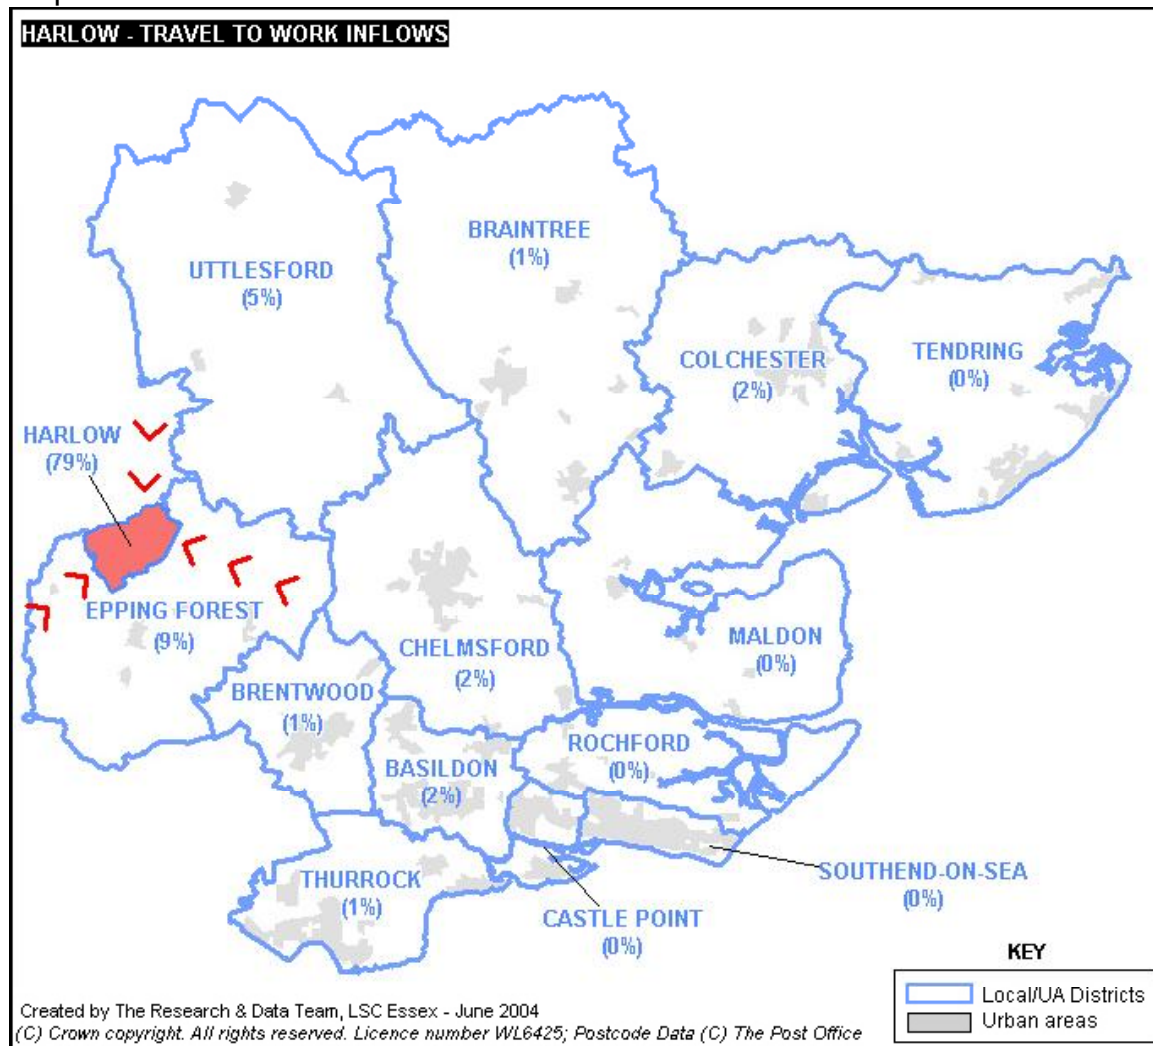 HARLOW - TRAVEL TO WORK INFLOWS
BRAINTREE
(1%)
UTTLESFORD
(5%)
COLCHESTER
(2%)
TENDRING
(0%)
HARLOW
(79%)
EPPING FOREST
(9%)
CHELMSFORD
(2%)
MALDON
(0%)
BRENTWOOD
(1%)
ROCHFORD
(0%)
BASILDON
(2%)
THURROCK
(1%)
SOUTHEND-ON-SEA
(0%)
CASTLE POINT
(0%)
KEY
Local/UA Districts
Urban areas
Created by The Research & Data Team, LSC Essex - June 2004
(C) Crown copyright. All rights reserved. Licence number WL6425; Postcode Data (C) The Post Office